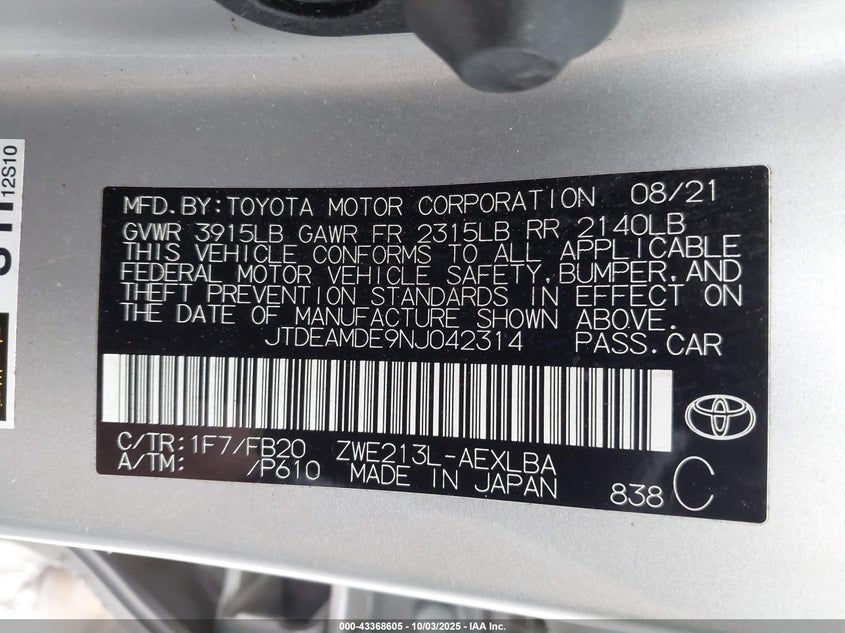 12S10
MFD.BY:TOYOTA MOTOR CORPORATION 08/21
GVWR 3915LB GAWR FR 2315LB RR 2140LB
THIS VEHICLE CONFORMS TO ALL APPLICABLE
FEDERAL MOTOR VEHICLE SAFETY,BUMPER,AND
THEFT PREVENTION STANDARDS IN EFFECT ON
THE DATE OF MANUFACTURE SHOWN ABOVE.
JTDEAMDE9NJ042314 PASS.CAR
C/TR:1F7/FB20 ZWE213L-AEXLBA
A/TM: /P610 MADE IN JAPAN
838 C
000-43368605 - 10/03/2025 - IAA Inc.